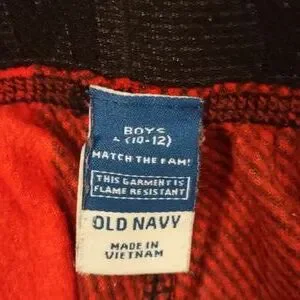 BOYS
L (10-12)
MATCH THE FAM!
THIS GARMENT IS
FLAME RESISTANT
OLD NAVY
MADE IN
VIETNAM